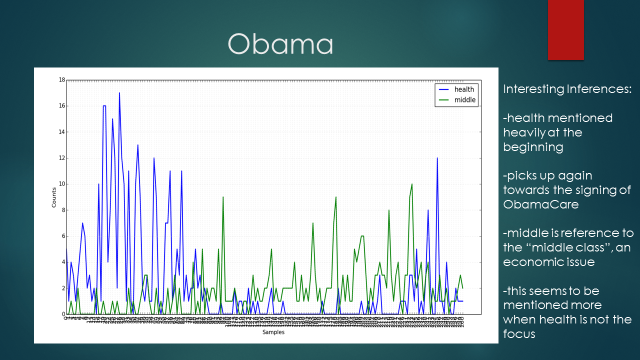 Obama
18
16
14
12
10
8
6
4
2
0
Counts
health
middle
Samples
Interesting Inferences:
-health mentioned
heavily at the
beginning
-picks up again
towards the signing of
ObamaCare
-middle is reference to
the "middle class", an
economic issue
-this seems to be
mentioned more
when health is not the
focus